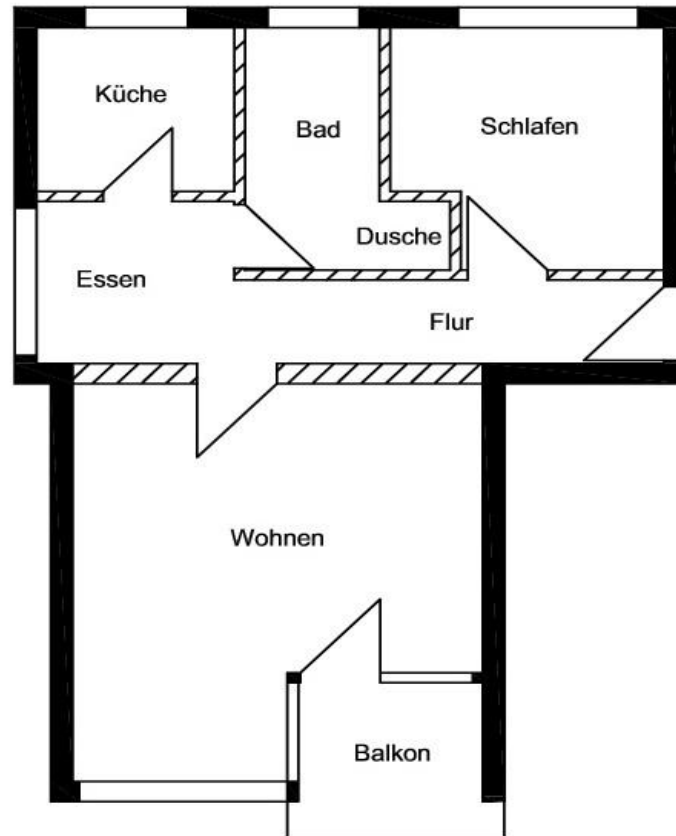 Küche
Bad
Schlafen
Dusche
Essen
Flur
Wohnen
Balkon